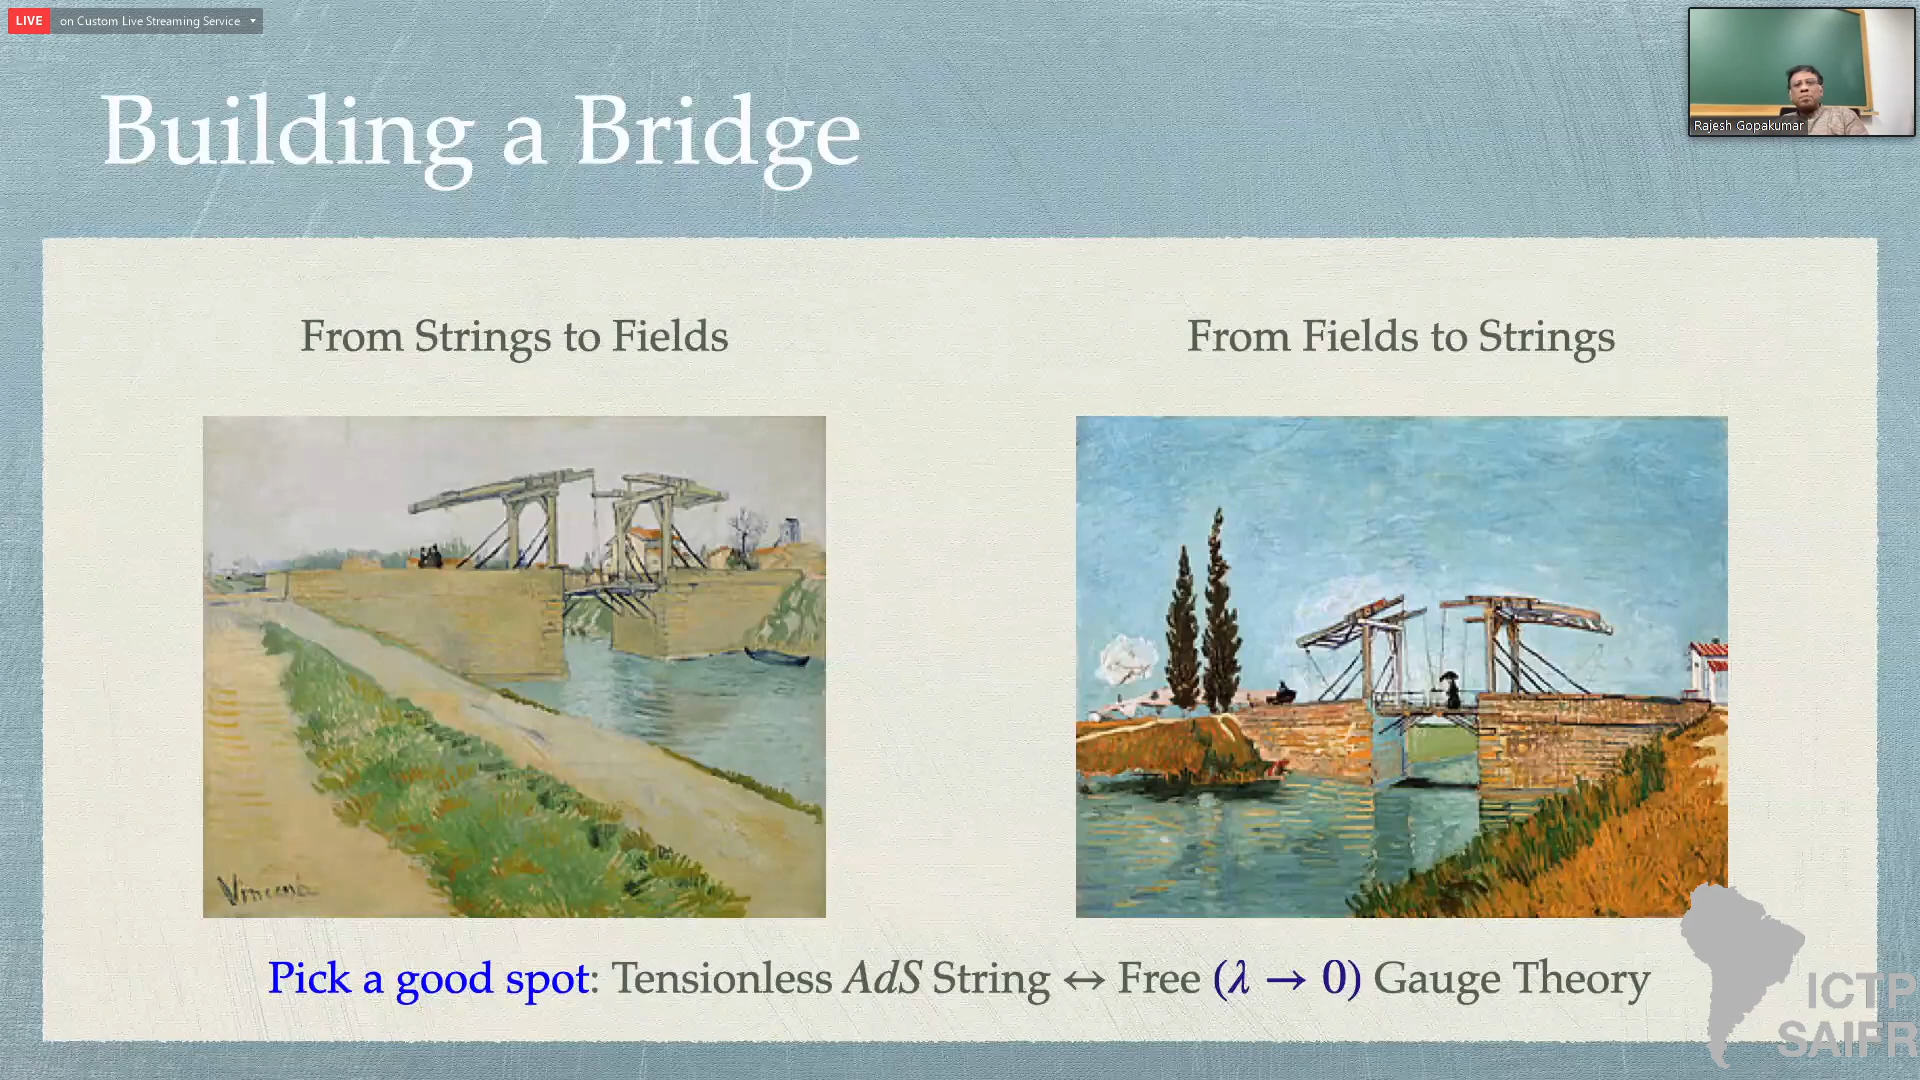 LIVE on Custom Live Streaming Service
Rajesh Gopakumar
Building a Bridge
From Strings to Fields
From Fields to Strings
Vincent
Pick a good spot: Tensionless AdS String ↔ Free (λ → 0) Gauge Theory
ICTP
SAIFR